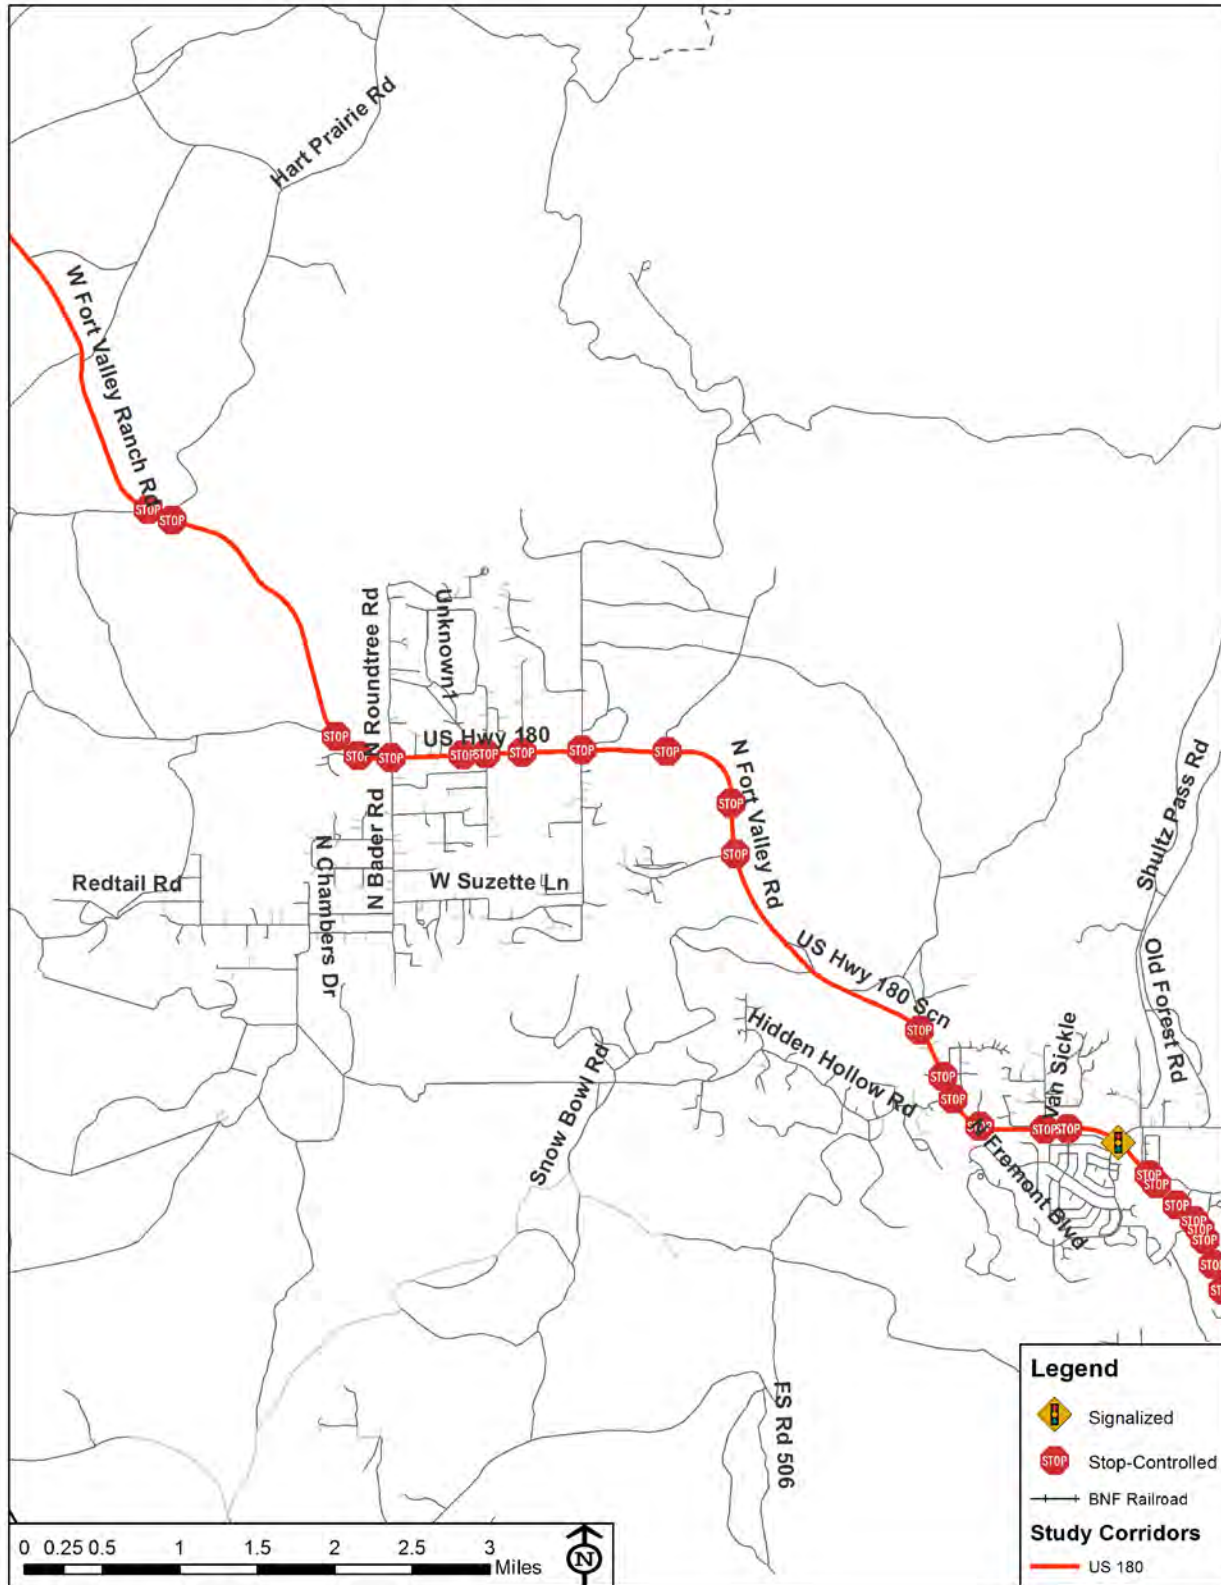 Hart Prairie Rd
W Fort Valley Ranch Rd
STOP
STOP
N Roundtree Rd
Unknown1
US Hwy 180
STOP
STOP
STOP
STOP
STOP
STOP
STOP
STOP
N Fort Valley Rd
STOP
STOP
Shultz Pass Rd
N Bader Rd
N Chambers Dr
Redtail Rd
W Suzette Ln
US Hwy 180 Scn
Old Forest Rd
STOP
Hidden Hollow Rd
Van Sickle
Snow Bowl Rd
STOP
STOP
STOP
STOP
N Fremont Blvd
STOP
STOP
STOP
STOP
STOP
STOP
STOP
FS Rd 506
Legend
Signalized
STOP Stop-Controlled
BNF Railroad
Study Corridors
US 180
0 0.25 0.5 1 1.5 2 2.5 3
Miles
N